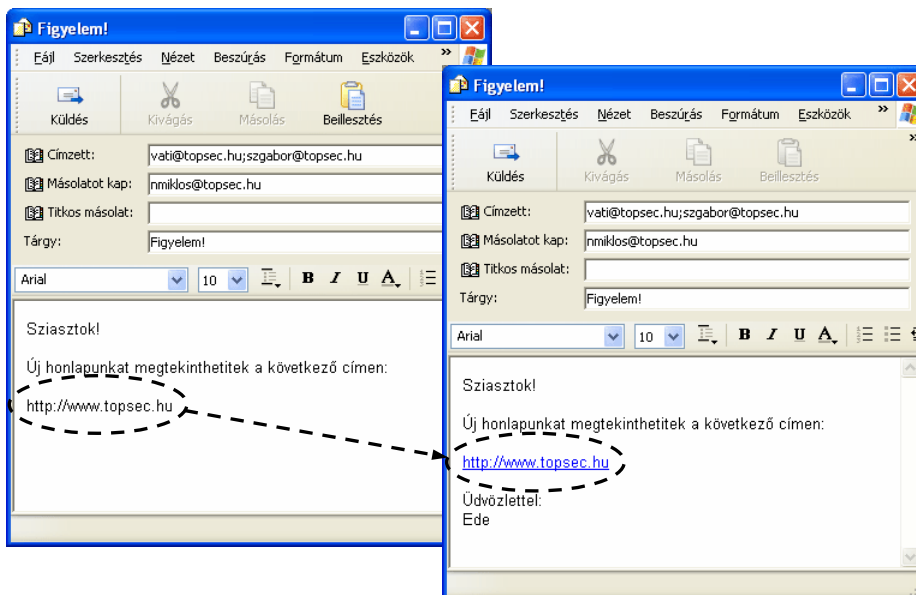 Figyelem!
Fájl Szerkesztés Nézet Beszúrás Formátum Eszközök »
Küldés Kivágás Másolás Beillesztés
Címzett: vati@topsec.hu;szgabor@topsec.hu
Másolatot kap: nmiklos@topsec.hu
Titkos másolat:
Tárgy: Figyelem!
Arial 10 B I U A
Sziasztok!
Új honlapunkat megtekinthetitek a következő címen:
http://www.topsec.hu
Figyelem!
Fájl Szerkesztés Nézet Beszúrás Formátum Eszközök »
Küldés Kivágás Másolás Beillesztés »
Címzett: vati@topsec.hu;szgabor@topsec.hu
Másolatot kap: nmiklos@topsec.hu
Titkos másolat:
Tárgy: Figyelem!
Arial 10 B I U A
Sziasztok!
Új honlapunkat megtekinthetitek a következő címen:
http://www.topsec.hu
Üdvözlettel:
Ede